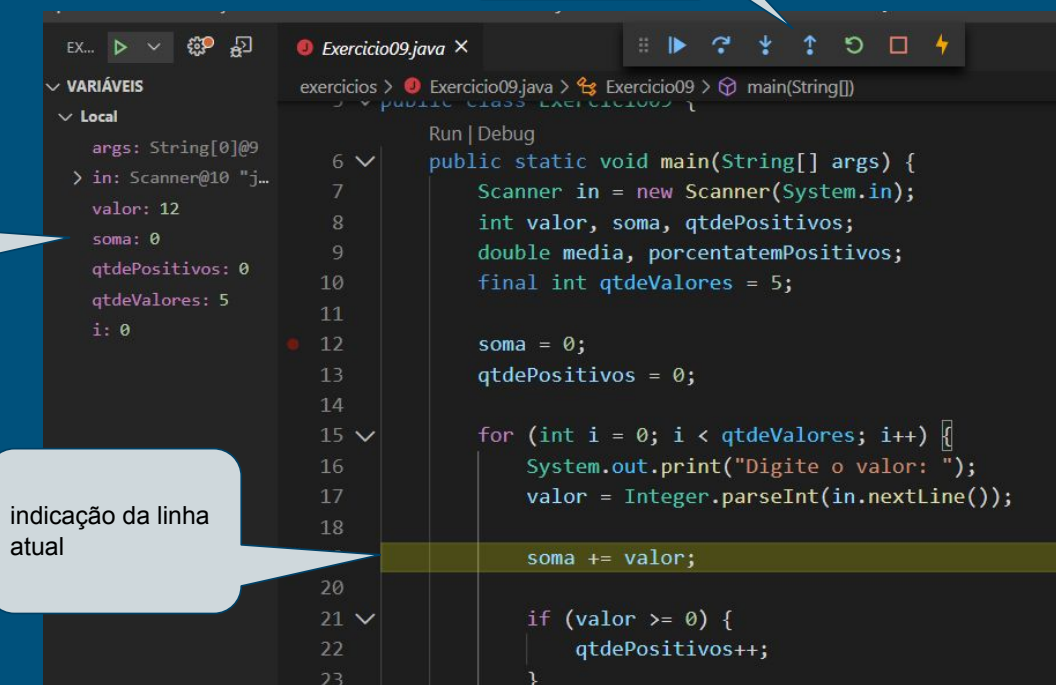 EX...
Exercicio09.java
VARIÁVEIS
exercicios > Exercicio09.java > Exercicio09 > main(String[])
Local
args: String[0]@9
in: Scanner@10 "j…
valor: 12
soma: 0
qtdePositivos: 0
qtdeValores: 5
i: 0
5 public class Exercicio09 {
Run | Debug
6 public static void main(String[] args) {
7 Scanner in = new Scanner(System.in);
8 int valor, soma, qtdePositivos;
9 double media, porcentatemPositivos;
10 final int qtdeValores = 5;
11
12 soma = 0;
13 qtdePositivos = 0;
14
15 for (int i = 0; i < qtdeValores; i++) {
16 System.out.print("Digite o valor: ");
17 valor = Integer.parseInt(in.nextLine());
18
soma += valor;
20
21 if (valor >= 0) {
22 qtdePositivos++;
23 }
indicação da linha
atual